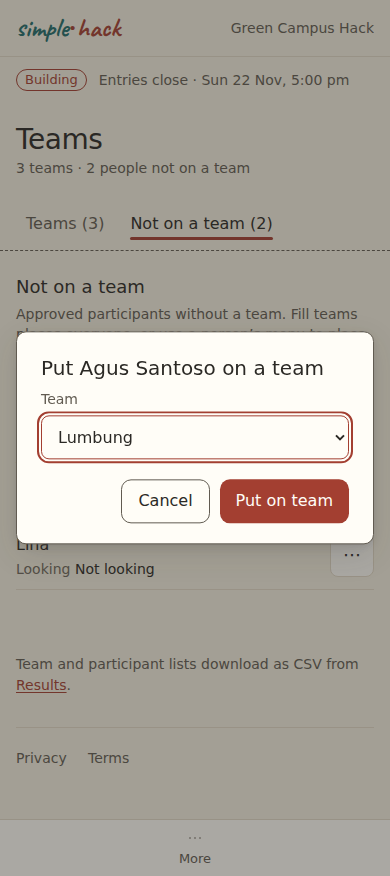 simple·hack
Green Campus Hack
Building
Entries close · Sun 22 Nov, 5:00 pm
Teams
3 teams · 2 people not on a team
Teams (3)
Not on a team (2)
Not on a team
Approved participants without a team. Fill teams
Put Agus Santoso on a team
Team
Lumbung
Cancel
Put on team
Lina
...
Looking Not looking
Team and participant lists download as CSV from
Results.
Privacy
Terms
...
More